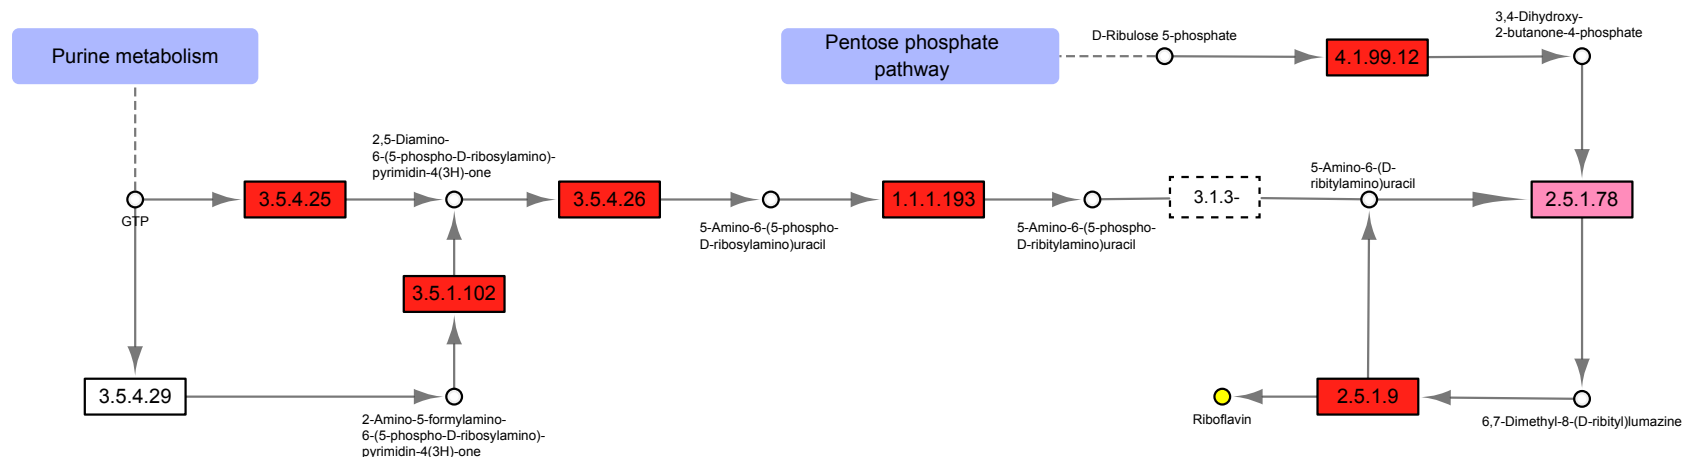 Purine metabolism
Pentose phosphate
pathway
D-Ribulose 5-phosphate
4.1.99.12
3,4-Dihydroxy-
2-butanone-4-phosphate
GTP
3.5.4.25
2,5-Diamino-
6-(5-phospho-D-ribosylamino)-
pyrimidin-4(3H)-one
3.5.4.26
5-Amino-6-(5-phospho-
D-ribosylamino)uracil
1.1.1.193
5-Amino-6-(5-phospho-
D-ribitylamino)uracil
3.1.3-
5-Amino-6-(D-
ribitylamino)uracil
2.5.1.78
3.5.1.102
3.5.4.29
2-Amino-5-formylamino-
6-(5-phospho-D-ribosylamino)-
pyrimidin-4(3H)-one
Riboflavin
2.5.1.9
6,7-Dimethyl-8-(D-ribityl)lumazine